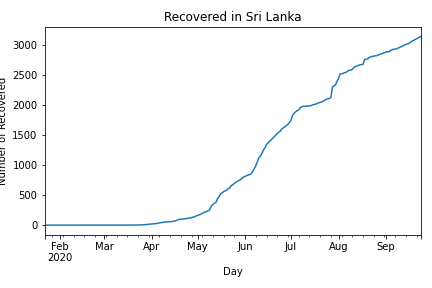 Recovered in Sri Lanka
Number of Recovered
3000
2500
2000
1500
1000
500
0
Feb Mar Apr May Jun Jul Aug Sep
2020
Day